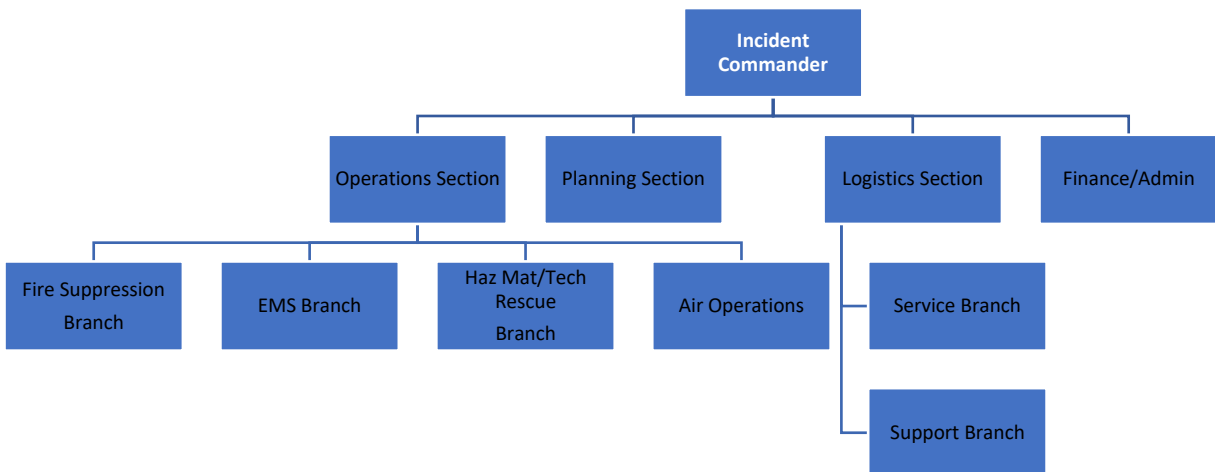 Incident
Commander
Operations Section
Planning Section
Logistics Section
Finance/Admin
Fire Suppression
Branch
EMS Branch
Haz Mat/Tech
Rescue
Branch
Air Operations
Service Branch
Support Branch